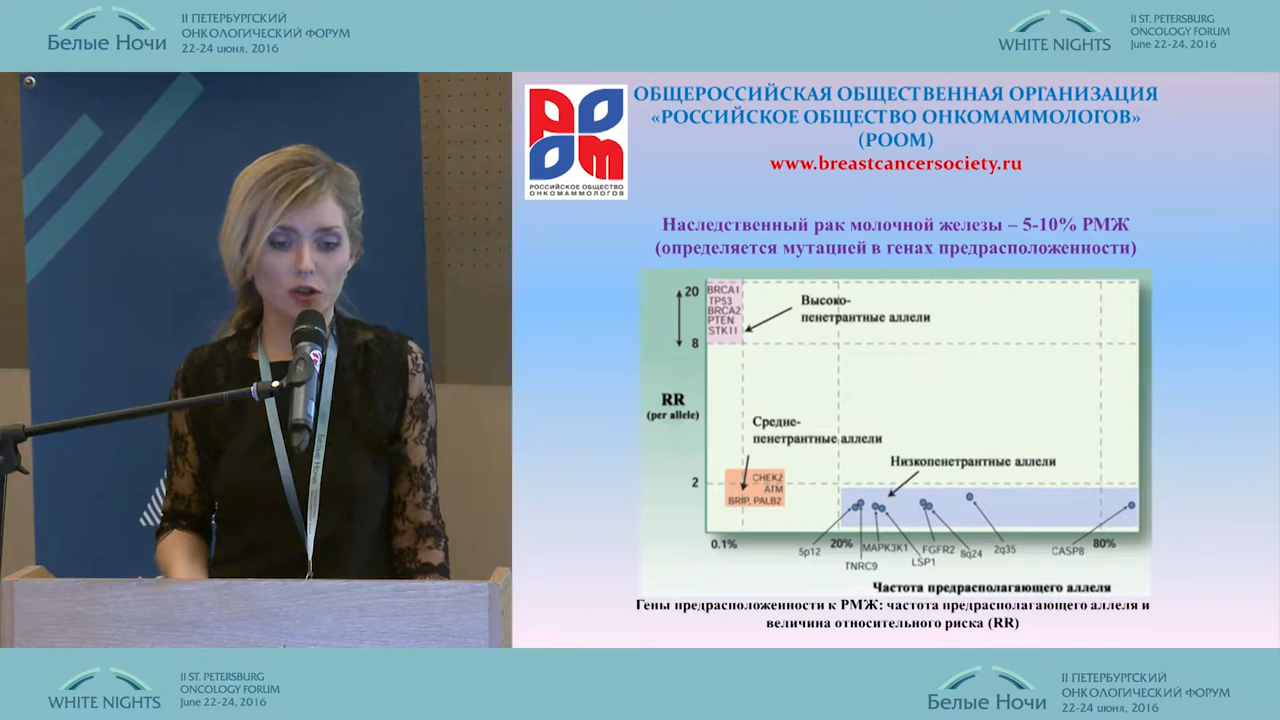 Белые Ночи
II ПЕТЕРБУРГСКИЙ
ОНКОЛОГИЧЕСКИЙ ФОРУМ
22-24 июня, 2016
WHITE NIGHTS
II ST. PETERSBURG
ONCOLOGY FORUM
June 22-24, 2016
РООМ
РОССИЙСКОЕ ОБЩЕСТВО
ОНКОМАММОЛОГОВ
ОБЩЕРОССИЙСКАЯ ОБЩЕСТВЕННАЯ ОРГАНИЗАЦИЯ
«РОССИЙСКОЕ ОБЩЕСТВО ОНКОМАММОЛОГОВ»
(РООМ)
www.breastcancersociety.ru
Наследственный рак молочной железы – 5-10% РМЖ
(определяется мутацией в генах предрасположенности)
20
BRCA1
TP53
BRCA2
PTEN
STK11
Высоко-
пенетрантные аллели
8
RR
(per allele)
Средне-
пенетрантные аллели
Низкопенетрантные аллели
2
CHEK2
ATM
BRIP, PALB2
0.1%
20%
80%
5p12
TNRC9
MAPK3K1
LSP1
FGFR2
8q24
2q35
CASP8
Частота предрасполагающего аллеля
Гены предрасположенности к РМЖ: частота предрасполагающего аллеля и
величина относительного риска (RR)
Белые Ночи
WHITE NIGHTS
II ST. PETERSBURG
ONCOLOGY FORUM
June 22-24, 2016
Белые Ночи
II ПЕТЕРБУРГСКИЙ
ОНКОЛОГИЧЕСКИЙ ФОРУМ
22-24 июня, 2016